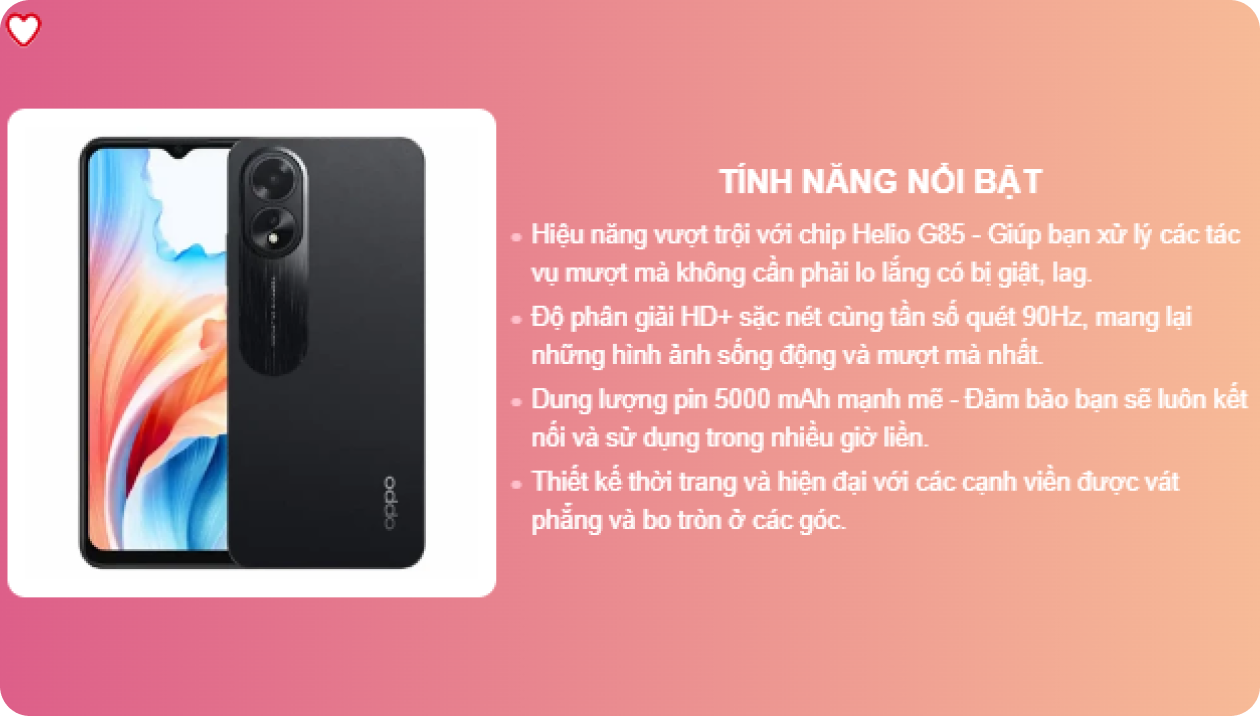 TÍNH NĂNG NỔI BẬT
Hiệu năng vượt trội với chip Helio G85 - Giúp bạn xử lý các tác
vụ mượt mà không cần phải lo lắng có bị giật, lag.
Độ phân giải HD+ sặc nét cùng tần số quét 90Hz, mang lại
những hình ảnh sống động và mượt mà nhất.
Dung lượng pin 5000 mAh mạnh mẽ - Đảm bảo bạn sẽ luôn kết
nối và sử dụng trong nhiều giờ liền.
Thiết kế thời trang và hiện đại với các cạnh viền được vát
phẳng và bo tròn ở các góc.
oppo